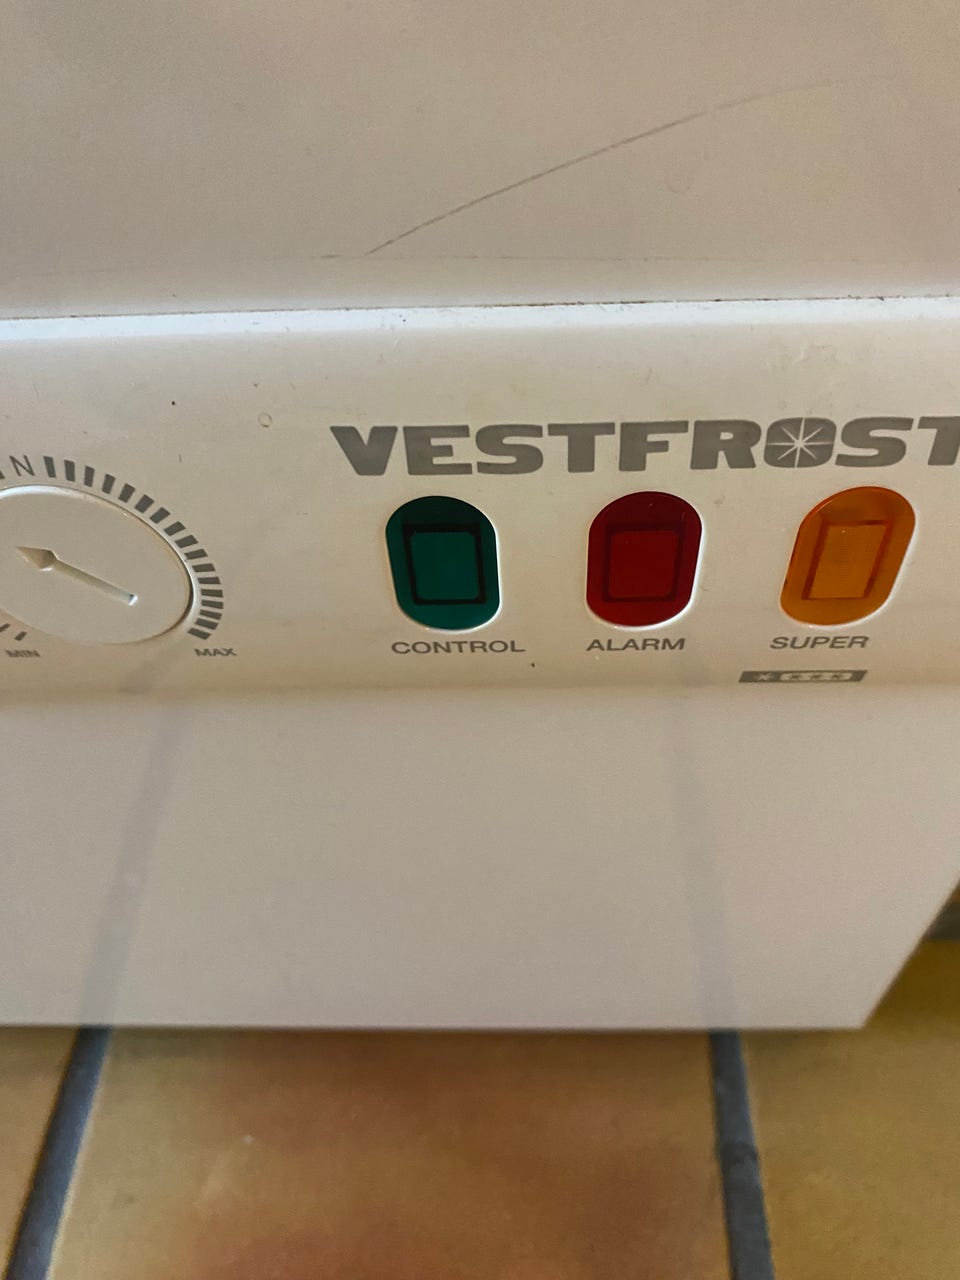 VESTFROST
N
CONTROL
ALARM
SUPER
MIN
MAX